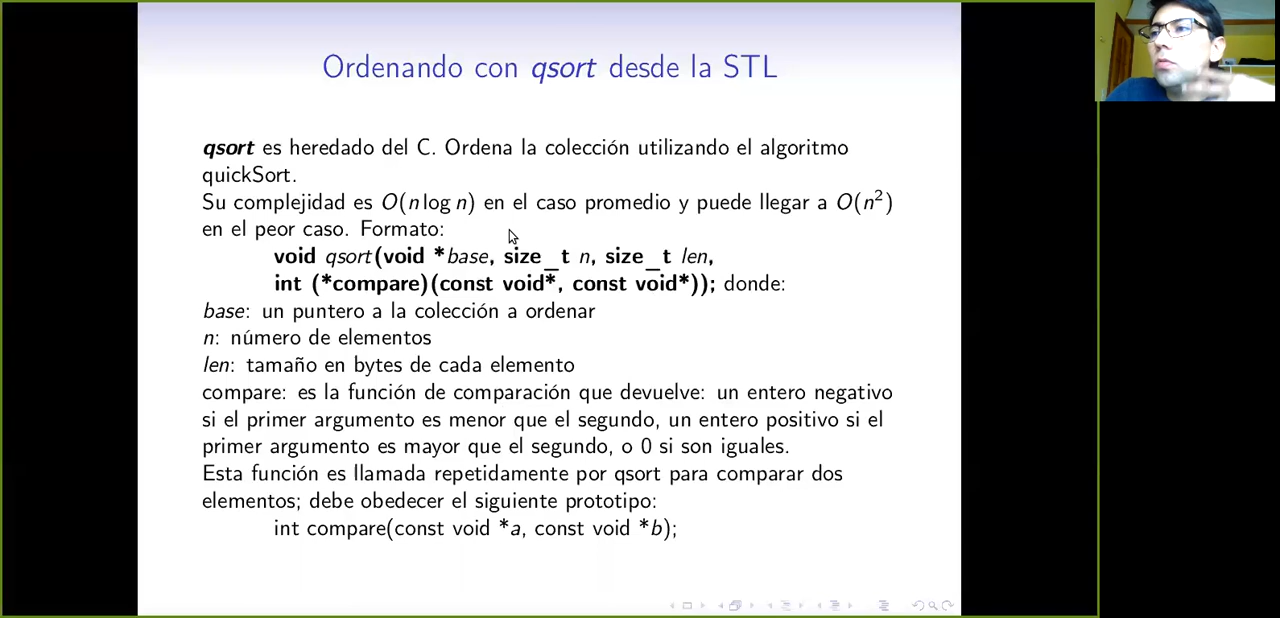 Ordenando con qsort desde la STL
qsort es heredado del C. Ordena la colección utilizando el algoritmo
quickSort.
Su complejidad es O(n log n) en el caso promedio y puede llegar a O(n²)
en el peor caso. Formato:
void qsort(void *base, size_t n, size_t len,
int (*compare)(const void*, const void*)); donde:
base: un puntero a la colección a ordenar
n: número de elementos
len: tamaño en bytes de cada elemento
compare: es la función de comparación que devuelve: un entero negativo
si el primer argumento es menor que el segundo, un entero positivo si el
primer argumento es mayor que el segundo, o 0 si son iguales.
Esta función es llamada repetidamente por qsort para comparar dos
elementos; debe obedecer el siguiente prototipo:
int compare(const void *a, const void *b);